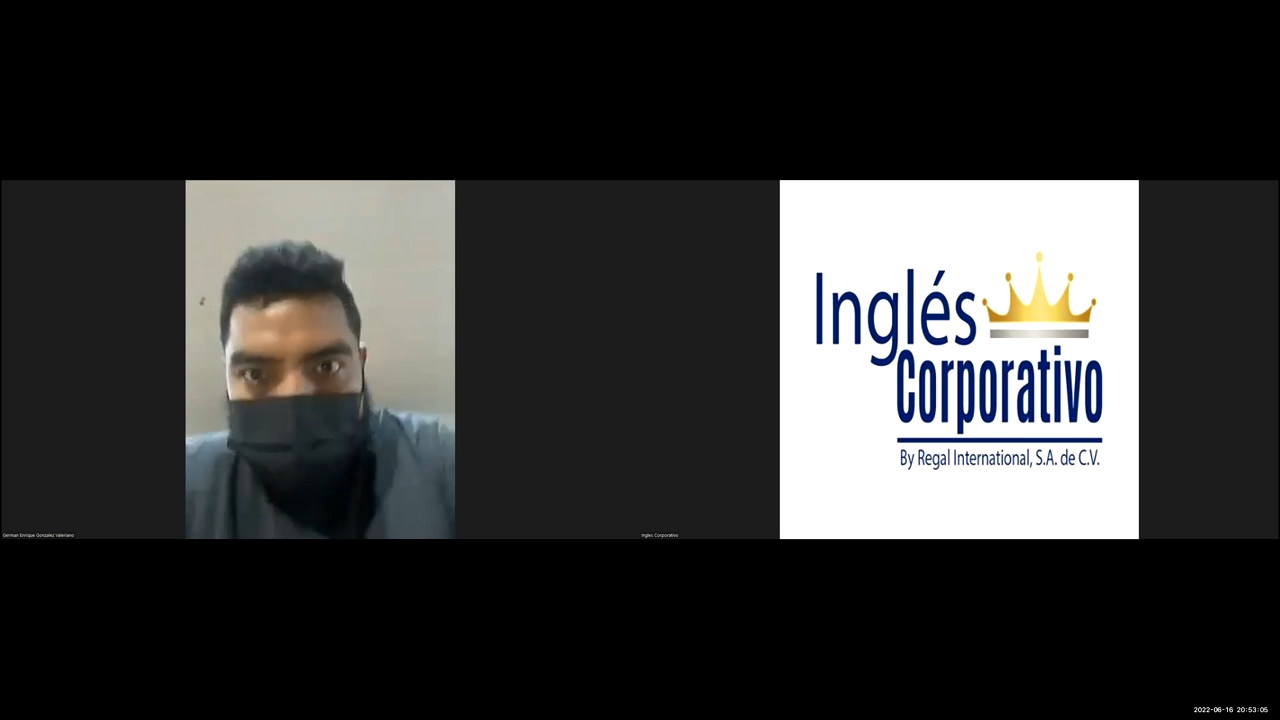 Inglés
Corporativo
By Regal International, S.A. de C.V.
German Enrique Gonzalez Valeriano
Ingles Corporativo
2022-06-16 20:53:05